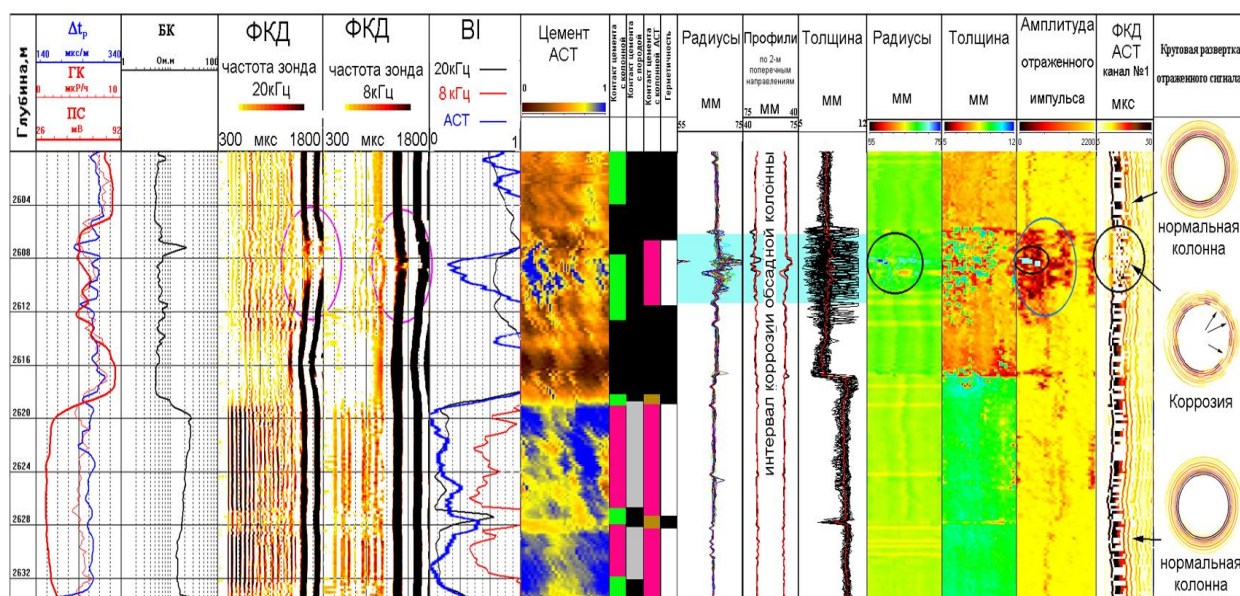 Глубина,м
Δtp
140 мкс/м 340
ГК
0 мкР/ч 10
ПС
26 мВ 92
БК
1 Ом.м 100
ФКД
частота зонда
20кГц
300 мкс 1800
ФКД
частота зонда
8кГц
300 мкс 1800
BI
20кГц
8 кГц
АСТ
0 1
Цемент
АСТ
0 1
Контакт цемента
с колонной
Контакт цемента
с породой
Контакт цемента
с колонной АСТ
Герметичность
Радиусы
мм
55 75
Профили
по 2-м
поперечным
направлениям
мм
75 40
40 75
Толщина
мм
5 12
Радиусы
мм
55 75
Толщина
мм
5 12
Амплитуда
отраженного
импульса
0 2200
ФКД
АСТ
канал №1
мкс
5 30
Круговая развертка
отраженного сигнала
2604
2608
2612
2616
2620
2624
2628
2632
интервал коррозии обсадной колонны
нормальная
колонна
Коррозия
нормальная
колонна